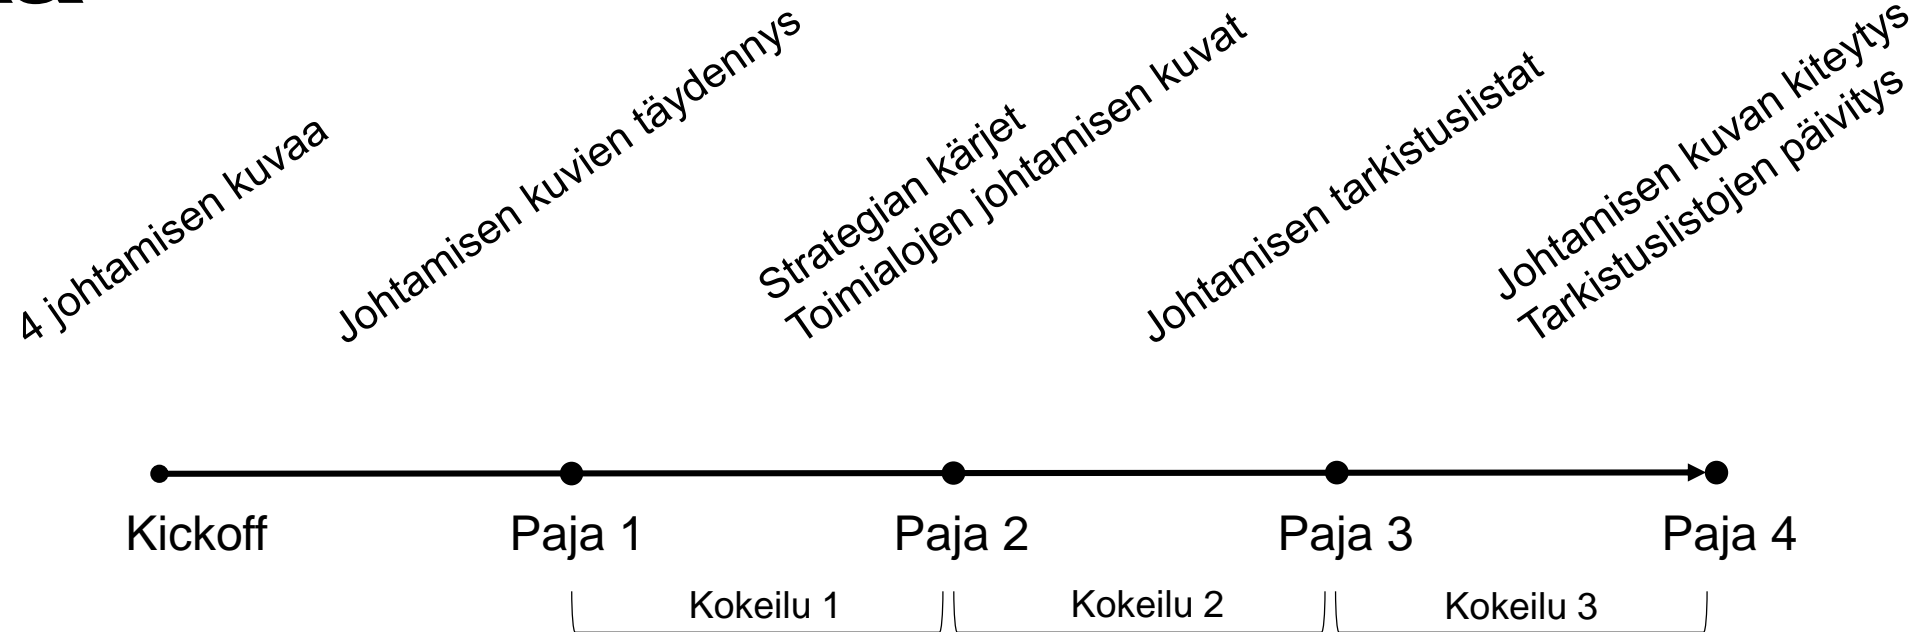 4 johtamisen kuvaa
Johtamisen kuvien täydennys
Strategian kärjet
Toimialojen johtamisen kuvat
Johtamisen tarkistuslistat
Johtamisen kuvan kiteytys
Tarkistuslistojen päivitys
Kickoff
Paja 1
Paja 2
Paja 3
Paja 4
Kokeilu 1
Kokeilu 2
Kokeilu 3